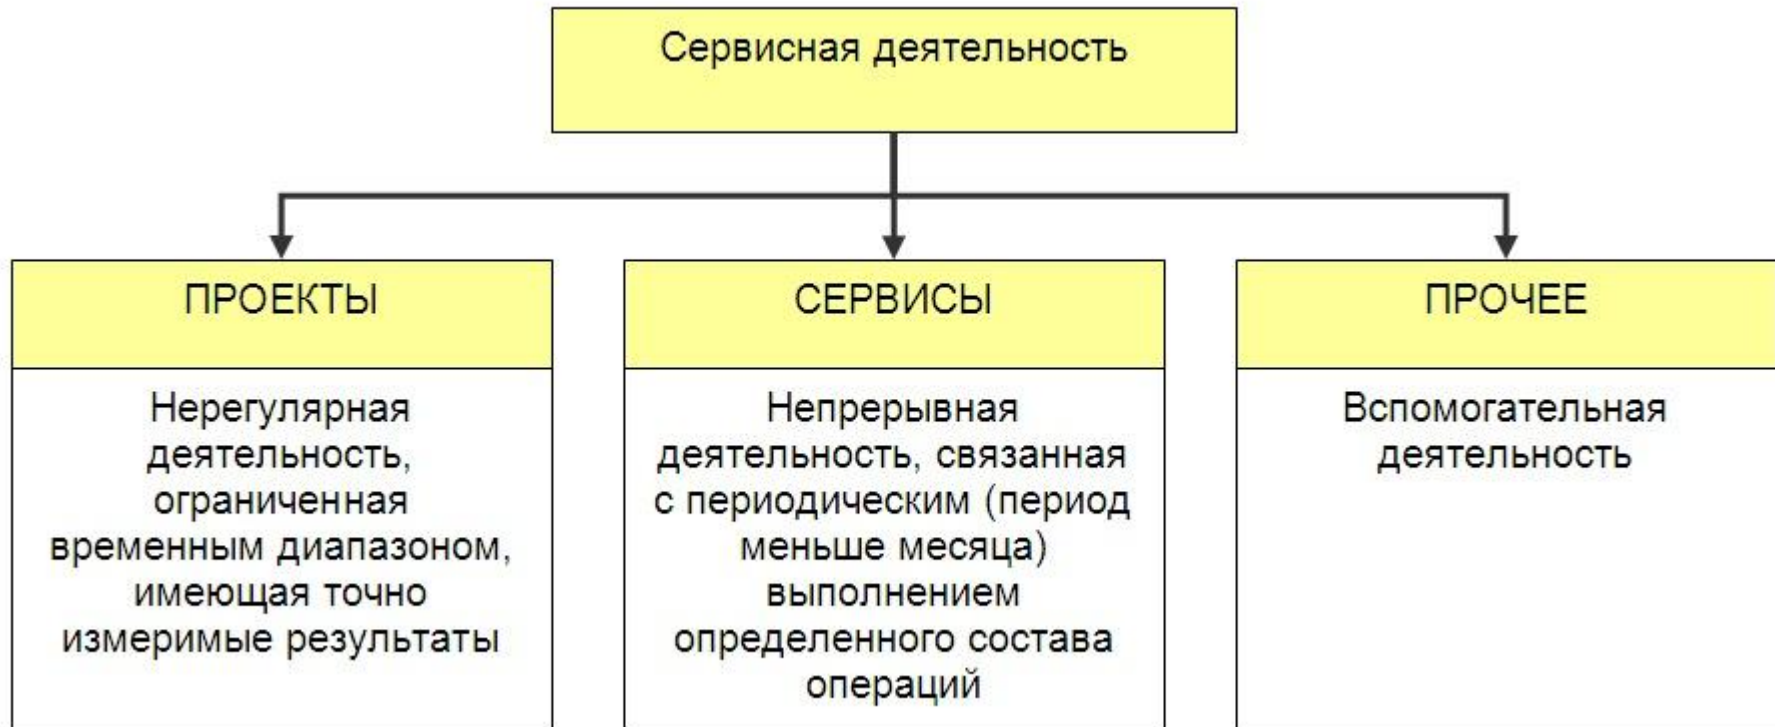 Сервисная деятельность
ПРОЕКТЫ
Нерегулярная
деятельность,
ограниченная
временным диапазоном,
имеющая точно
измеримые результаты
СЕРВИСЫ
Непрерывная
деятельность, связанная
с периодическим (период
меньше месяца)
выполнением
определенного состава
операций
ПРОЧЕЕ
Вспомогательная
деятельность